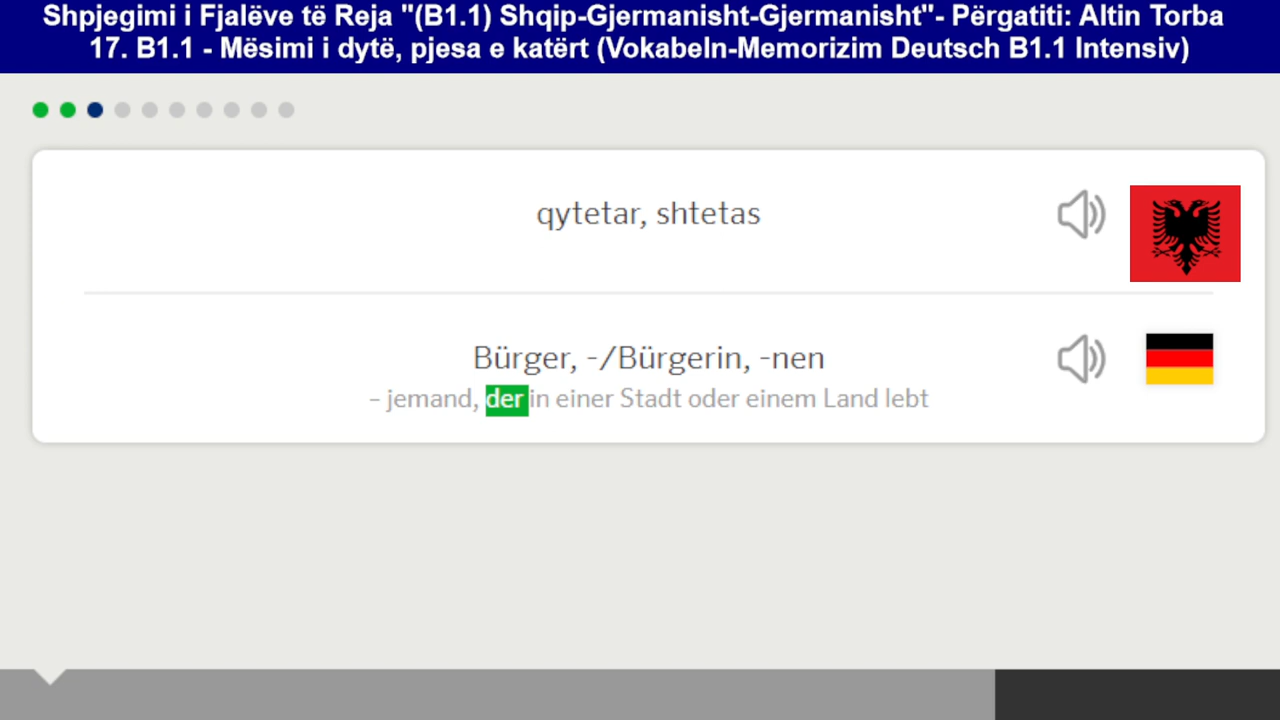 Shpjegimi i Fjalëve të Reja "(B1.1) Shqip-Gjermanisht-Gjermanisht"- Përgatiti: Altin Torba
17. B1.1 - Mësimi i dytë, pjesa e katërt (Vokabeln-Memorizim Deutsch B1.1 Intensiv)
qytetar, shtetas
Bürger, -/Bürgerin, -nen
– jemand, der in einer Stadt oder einem Land lebt